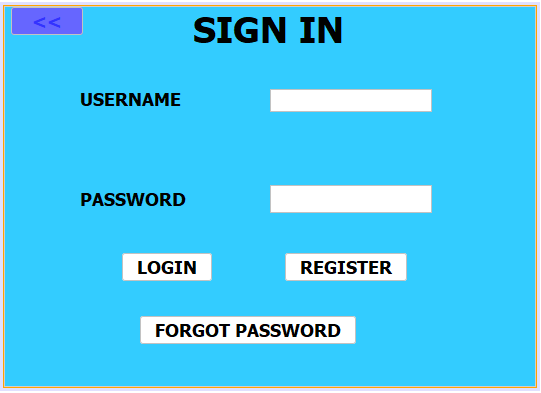 <<
SIGN IN
USERNAME
PASSWORD
LOGIN REGISTER
FORGOT PASSWORD